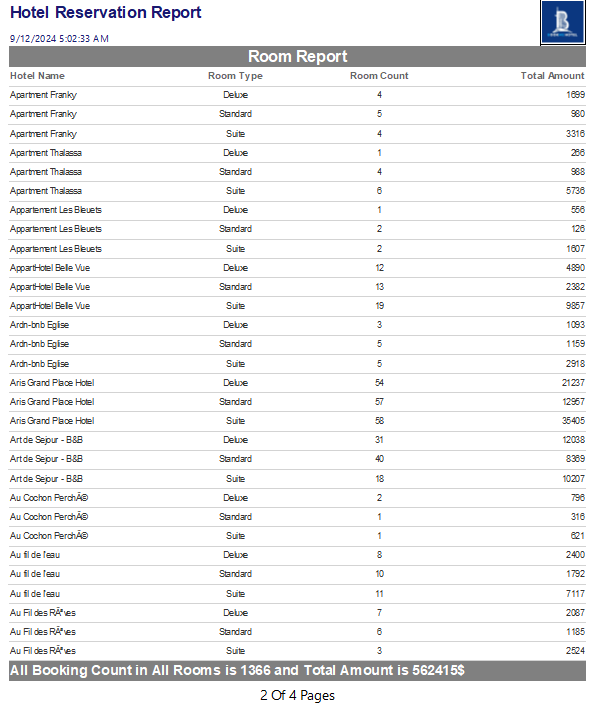 Hotel Reservation Report
9/12/2024 5:02:33 AM
Room Report
Hotel Name Room Type Room Count Total Amount
Apartment Franky Deluxe 4 1699
Apartment Franky Standard 5 980
Apartment Franky Suite 4 3316
Apartment Thalassa Deluxe 1 266
Apartment Thalassa Standard 4 988
Apartment Thalassa Suite 6 5736
Appartement Les Bleuets Deluxe 1 556
Appartement Les Bleuets Standard 2 126
Appartement Les Bleuets Suite 2 1607
AppartHotel Belle Vue Deluxe 12 4890
AppartHotel Belle Vue Standard 13 2382
AppartHotel Belle Vue Suite 19 9857
Ardn-bnb Eglise Deluxe 3 1093
Ardn-bnb Eglise Standard 5 1159
Ardn-bnb Eglise Suite 5 2918
Aris Grand Place Hotel Deluxe 54 21237
Aris Grand Place Hotel Standard 57 12957
Aris Grand Place Hotel Suite 58 35405
Art de Sejour - B&B Deluxe 31 12038
Art de Sejour - B&B Standard 40 8369
Art de Sejour - B&B Suite 18 10207
Au Cochon PerchÃ© Deluxe 2 796
Au Cochon PerchÃ© Standard 1 316
Au Cochon PerchÃ© Suite 1 621
Au fil de l'eau Deluxe 8 2400
Au fil de l'eau Standard 10 1792
Au fil de l'eau Suite 11 7117
Au Fil des RÃªves Deluxe 7 2087
Au Fil des RÃªves Standard 6 1185
Au Fil des RÃªves Suite 3 2524
All Booking Count in All Rooms is 1366 and Total Amount is 562415$
2 Of 4 Pages